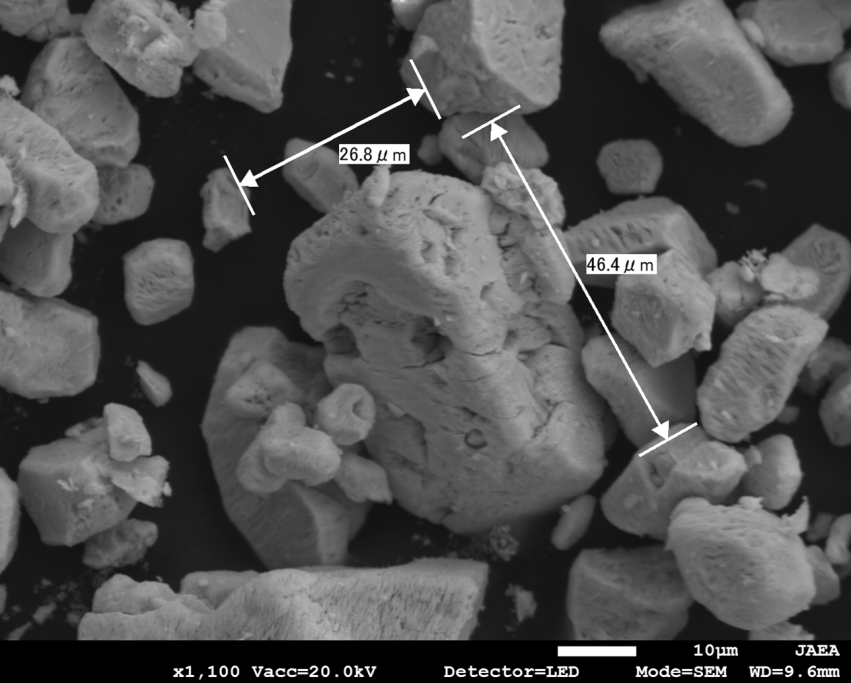 26.8 μm
46.4 μm
10μm JAEA
x1,100 Vacc=20.0kV Detector=LED Mode=SEM WD=9.6mm